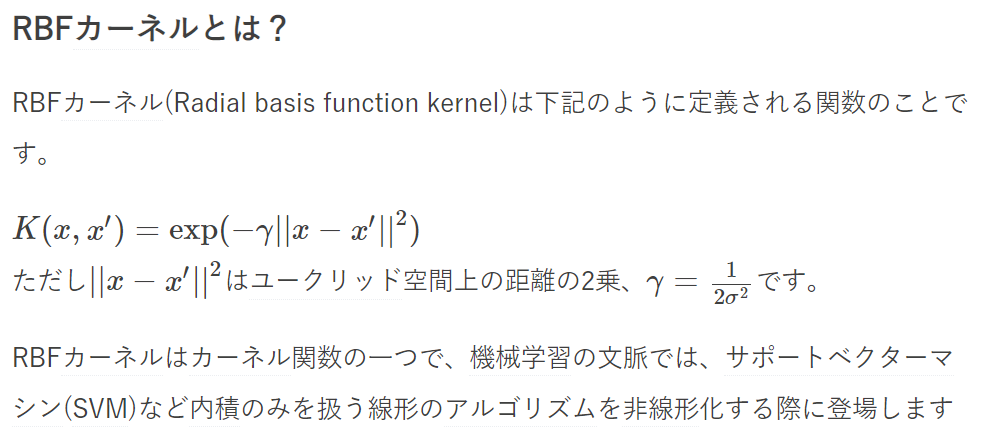 RBFカーネルとは？
RBFカーネル(Radial basis function kernel)は下記のように定義される関数のことで
す。
K(x, x′) = exp(−γ||x − x′||²)
ただし||x − x′||²はユークリッド空間上の距離の2乗、γ = 1/2σ² です。
RBFカーネルはカーネル関数の一つで、機械学習の文脈では、サポートベクターマ
シン(SVM)など内積のみを扱う線形のアルゴリズムを非線形化する際に登場します